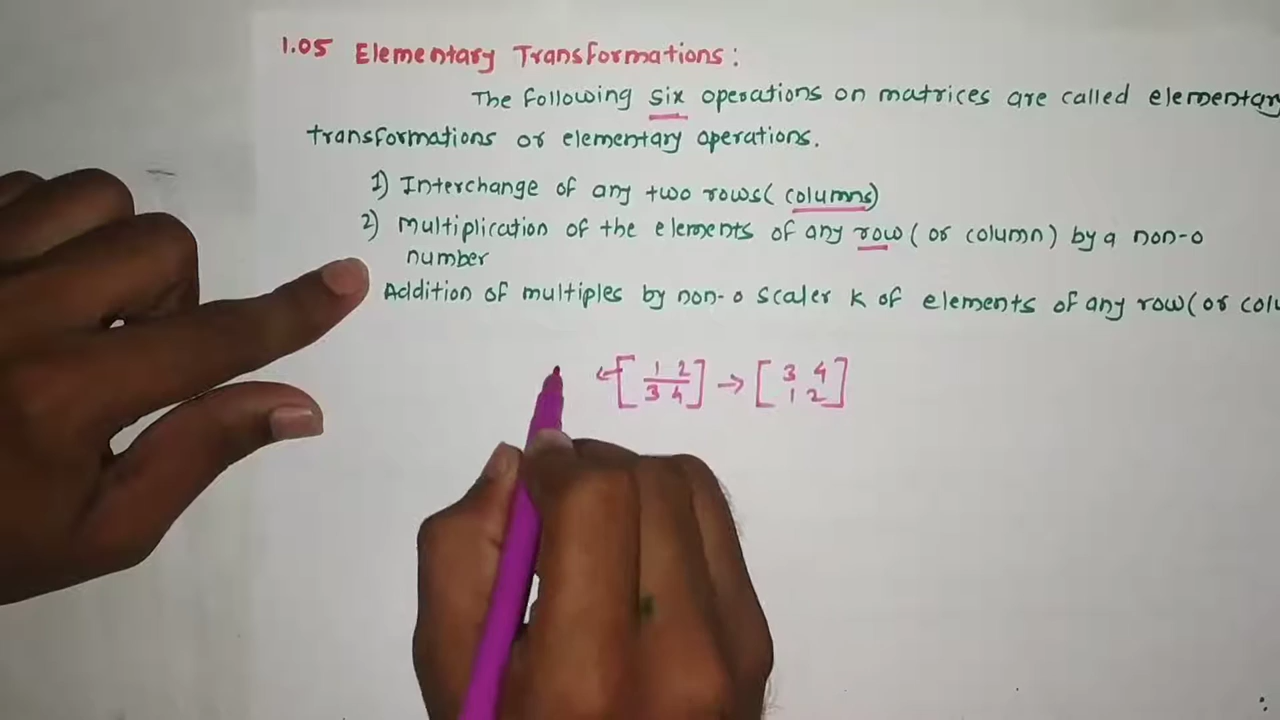 1.05 Elementary Transformations:
The following six operations on matrices are called elementary
transformations or elementary operations.
1) Interchange of any two rows( columns)
2) Multiplication of the elements of any row( or column) by a non-0
number
Addition of multiples by non-0 scaler k of elements of any row( or colu
← [ 1 2 ] → [ 3 4 ]
[ 3 4 ] [ 1 2 ]